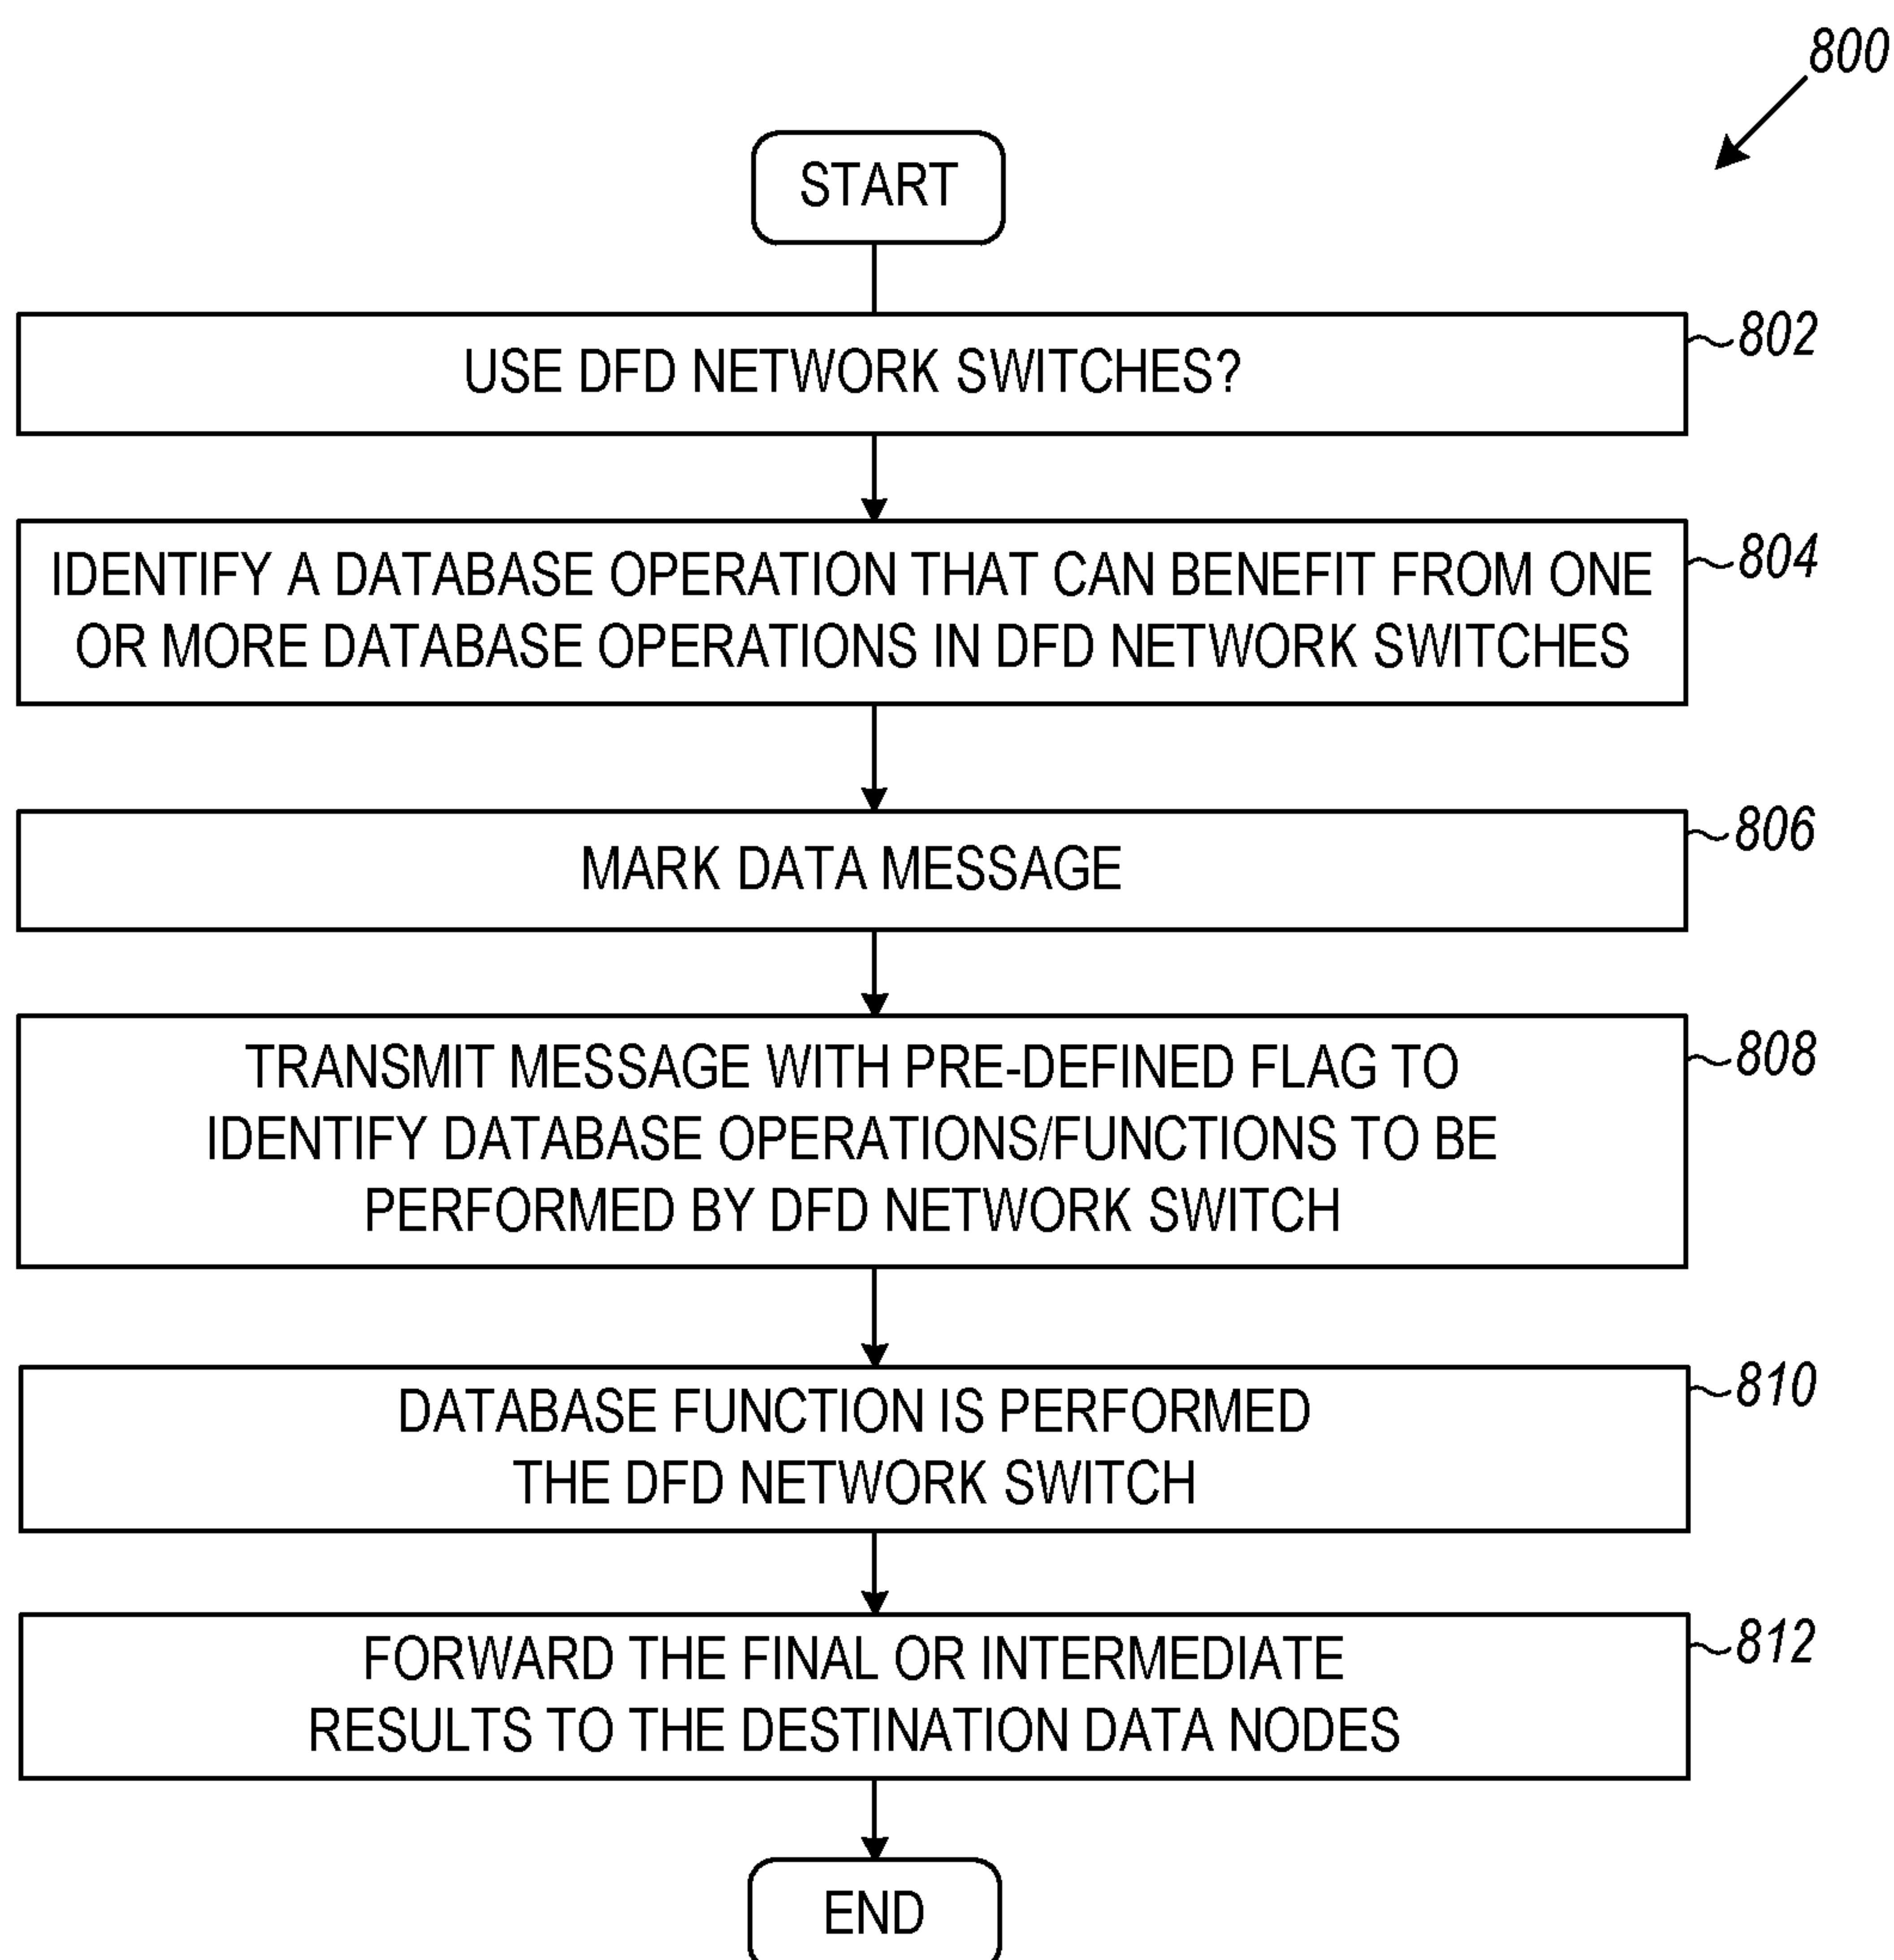 800
START
USE DFD NETWORK SWITCHES?
802
IDENTIFY A DATABASE OPERATION THAT CAN BENEFIT FROM ONE
OR MORE DATABASE OPERATIONS IN DFD NETWORK SWITCHES
804
MARK DATA MESSAGE
806
TRANSMIT MESSAGE WITH PRE-DEFINED FLAG TO
IDENTIFY DATABASE OPERATIONS/FUNCTIONS TO BE
PERFORMED BY DFD NETWORK SWITCH
808
DATABASE FUNCTION IS PERFORMED
THE DFD NETWORK SWITCH
810
FORWARD THE FINAL OR INTERMEDIATE
RESULTS TO THE DESTINATION DATA NODES
812
END